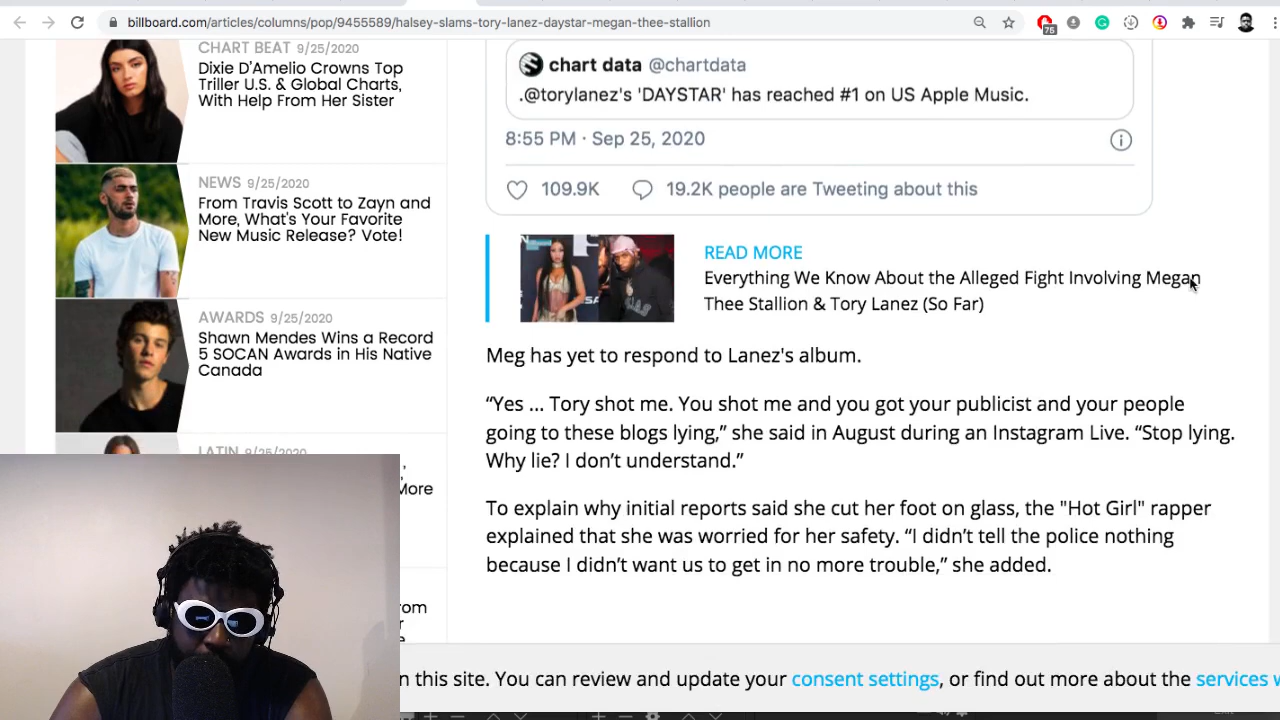 billboard.com/articles/columns/pop/9455589/halsey-slams-tory-lanez-daystar-megan-thee-stallion
75
CHART BEAT 9/25/2020
Dixie D'Amelio Crowns Top
Triller U.S. & Global Charts,
With Help From Her Sister
NEWS 9/25/2020
From Travis Scott to Zayn and
More, What's Your Favorite
New Music Release? Vote!
AWARDS 9/25/2020
Shawn Mendes Wins a Record
5 SOCAN Awards in His Native
Canada
LATIN 9/25/2020
More
chart data @chartdata
.@torylanez's 'DAYSTAR' has reached #1 on US Apple Music.
8:55 PM · Sep 25, 2020
109.9K 19.2K people are Tweeting about this
READ MORE
Everything We Know About the Alleged Fight Involving Megan
Thee Stallion & Tory Lanez (So Far)
Meg has yet to respond to Lanez's album.
“Yes ... Tory shot me. You shot me and you got your publicist and your people
going to these blogs lying,” she said in August during an Instagram Live. “Stop lying.
Why lie? I don’t understand.”
To explain why initial reports said she cut her foot on glass, the "Hot Girl" rapper
explained that she was worried for her safety. “I didn’t tell the police nothing
because I didn’t want us to get in no more trouble,” she added.
n this site. You can review and update your consent settings, or find out more about the services